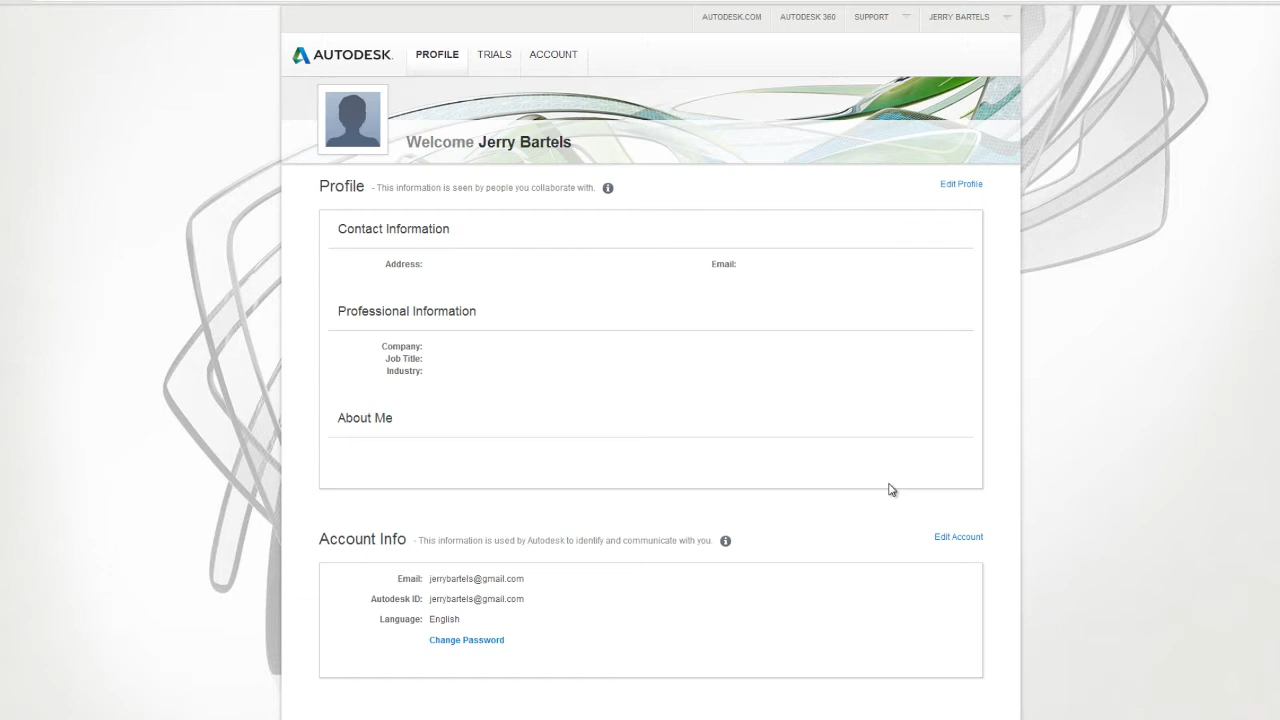 AUTODESK.COM AUTODESK 360 SUPPORT JERRY BARTELS
AUTODESK. PROFILE TRIALS ACCOUNT
Welcome Jerry Bartels
Profile - This information is seen by people you collaborate with. i Edit Profile
Contact Information
Address: Email:
Professional Information
Company:
Job Title:
Industry:
About Me
Account Info - This information is used by Autodesk to identify and communicate with you. i Edit Account
Email: jerrybartels@gmail.com
Autodesk ID: jerrybartels@gmail.com
Language: English
Change Password